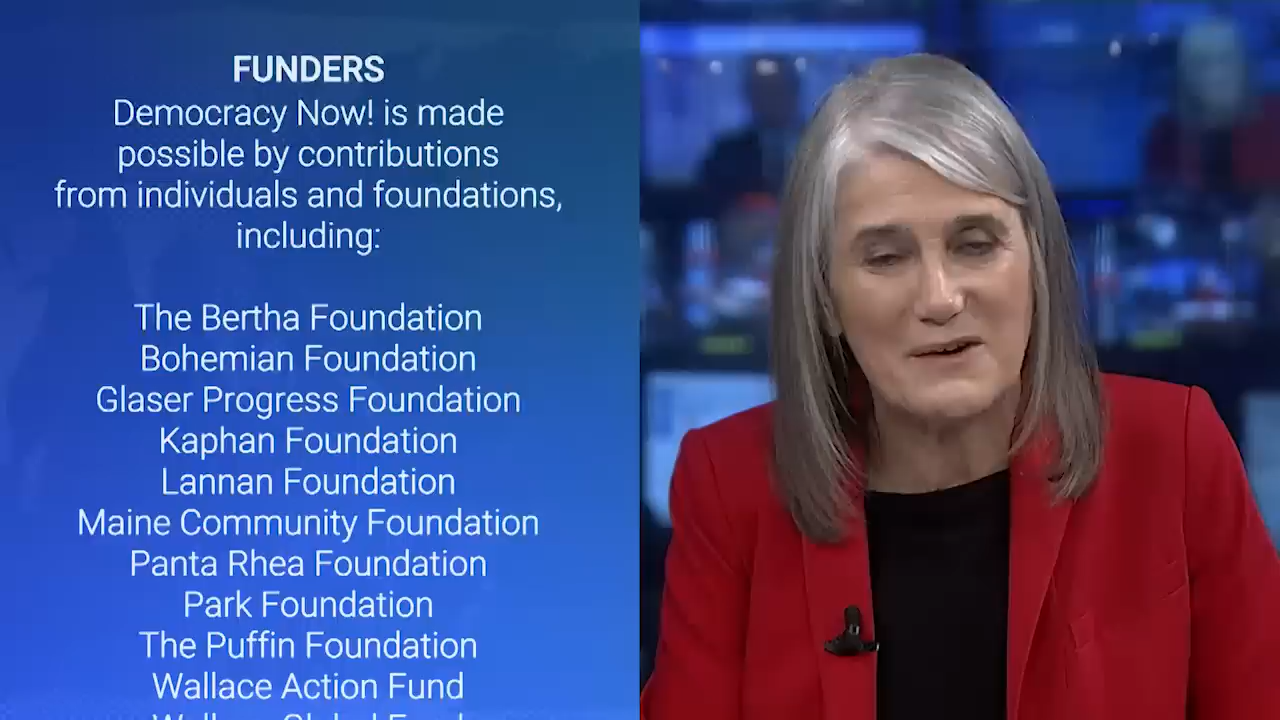 FUNDERS
Democracy Now! is made
possible by contributions
from individuals and foundations,
including:
The Bertha Foundation
Bohemian Foundation
Glaser Progress Foundation
Kaphan Foundation
Lannan Foundation
Maine Community Foundation
Panta Rhea Foundation
Park Foundation
The Puffin Foundation
Wallace Action Fund